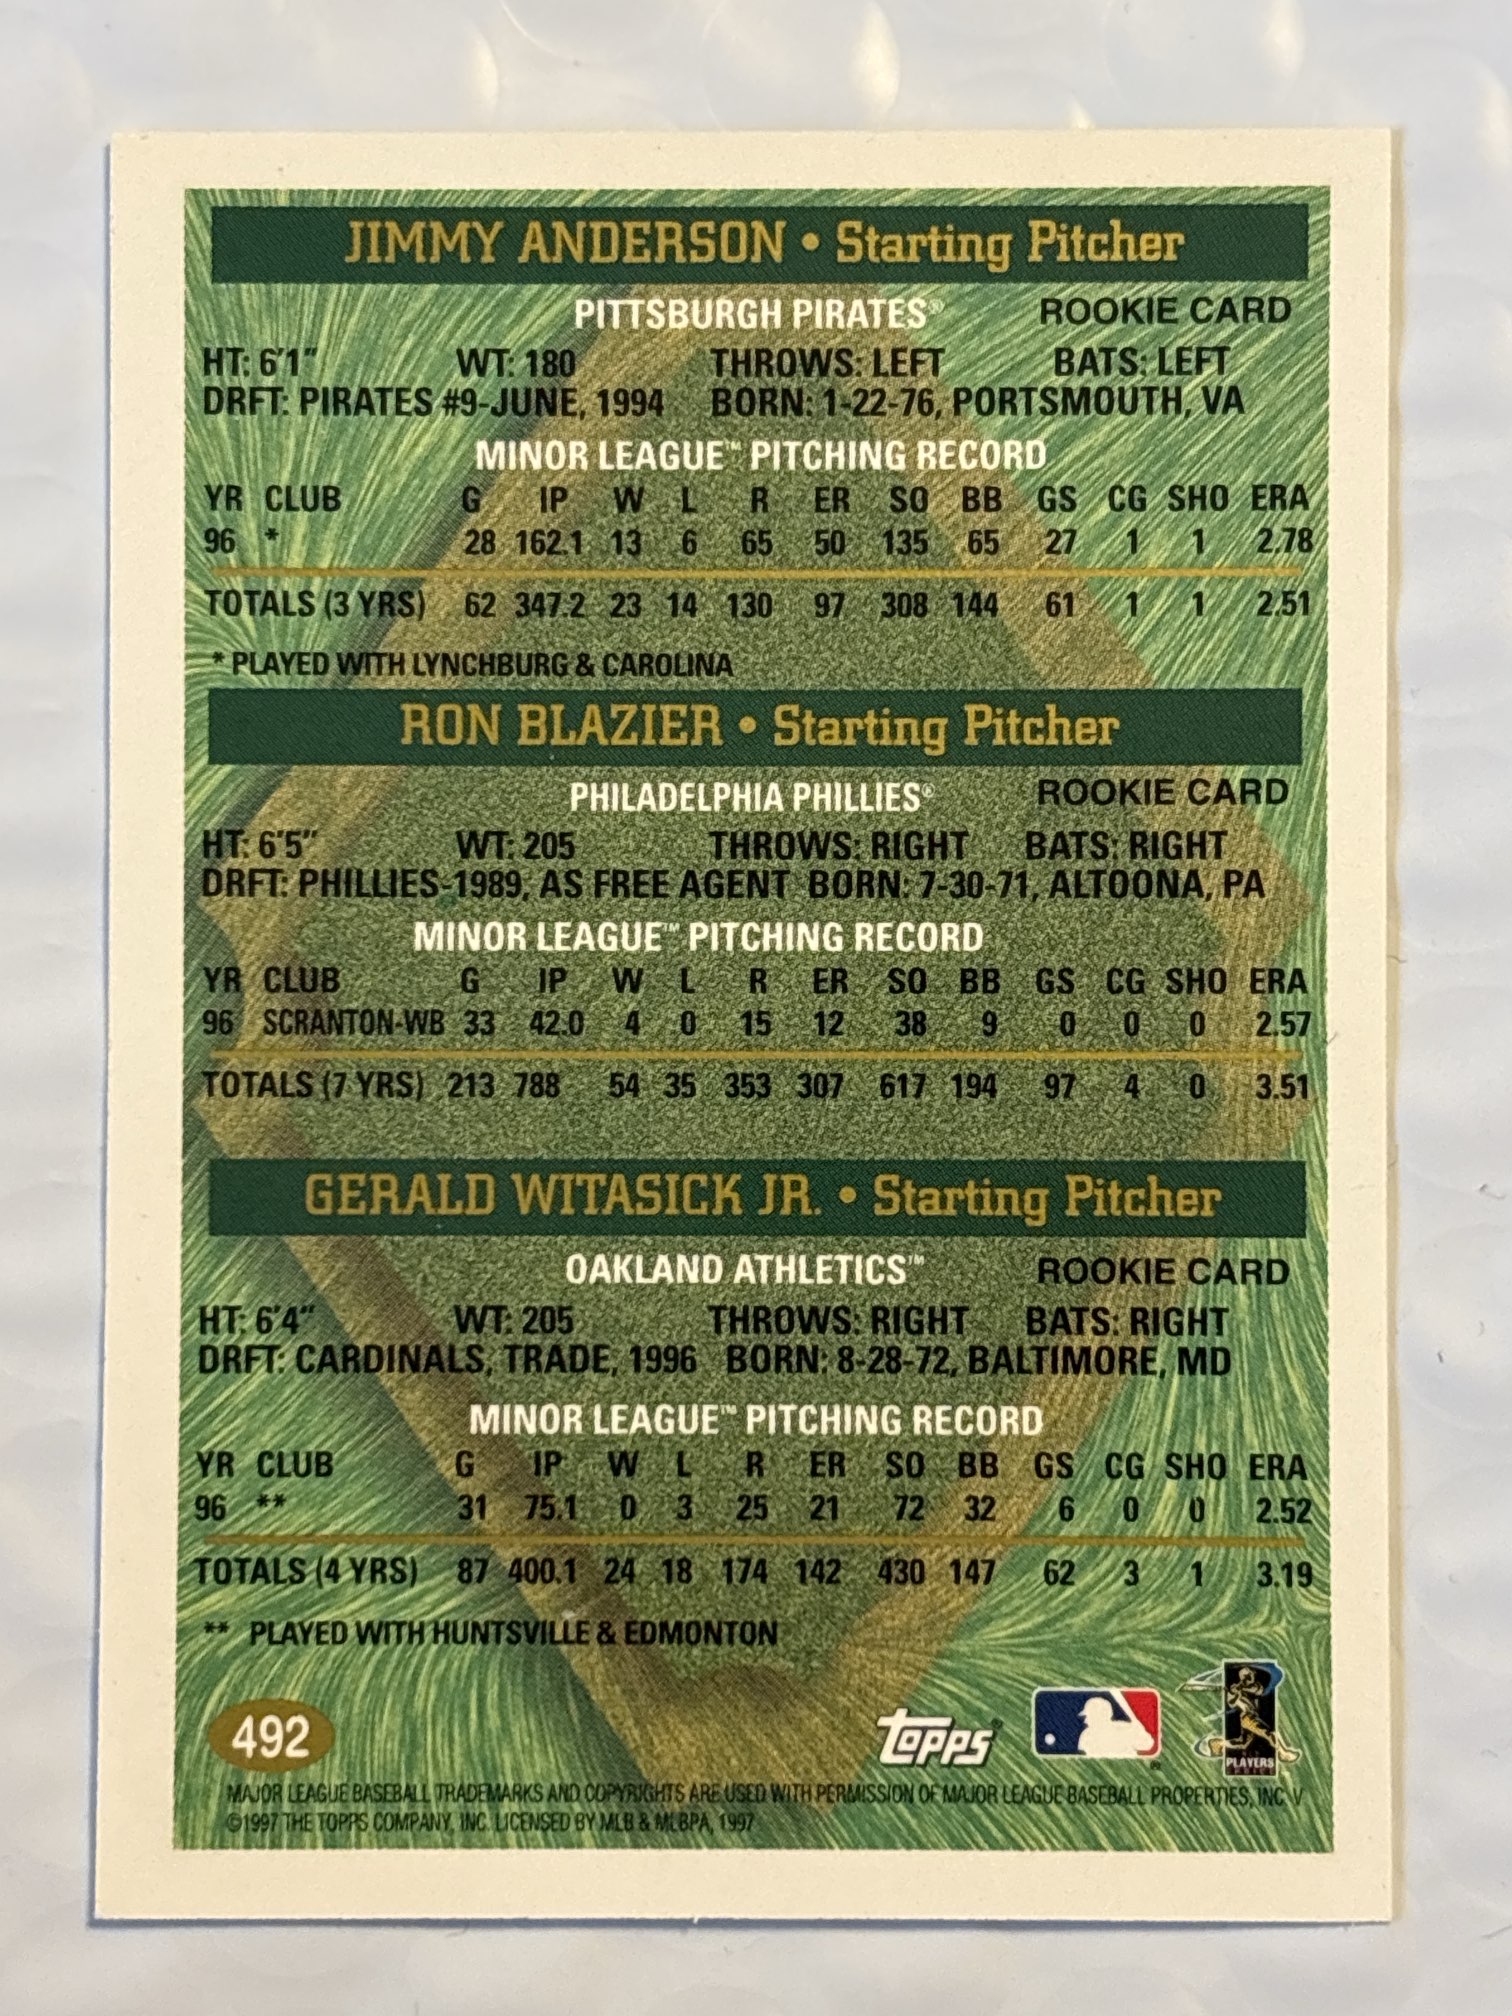 JIMMY ANDERSON • Starting Pitcher
PITTSBURGH PIRATES® ROOKIE CARD
HT: 6'1" WT: 180 THROWS: LEFT BATS: LEFT
DRFT: PIRATES #9-JUNE, 1994 BORN: 1-22-76, PORTSMOUTH, VA
MINOR LEAGUE™ PITCHING RECORD
YR CLUB G IP W L R ER SO BB GS CG SHO ERA
96 * 28 162.1 13 6 65 50 135 65 27 1 1 2.78
TOTALS (3 YRS) 62 347.2 23 14 130 97 308 144 61 1 1 2.51
* PLAYED WITH LYNCHBURG & CAROLINA
RON BLAZIER • Starting Pitcher
PHILADELPHIA PHILLIES® ROOKIE CARD
HT: 6'5" WT: 205 THROWS: RIGHT BATS: RIGHT
DRFT: PHILLIES-1989, AS FREE AGENT BORN: 7-30-71, ALTOONA, PA
MINOR LEAGUE™ PITCHING RECORD
YR CLUB G IP W L R ER SO BB GS CG SHO ERA
96 SCRANTON-WB 33 42.0 4 0 15 12 38 9 0 0 0 2.57
TOTALS (7 YRS) 213 788 54 35 353 307 617 194 97 4 0 3.51
GERALD WITASICK JR. • Starting Pitcher
OAKLAND ATHLETICS™ ROOKIE CARD
HT: 6'4" WT: 205 THROWS: RIGHT BATS: RIGHT
DRFT: CARDINALS, TRADE, 1996 BORN: 8-28-72, BALTIMORE, MD
MINOR LEAGUE™ PITCHING RECORD
YR CLUB G IP W L R ER SO BB GS CG SHO ERA
96 ** 31 75.1 0 3 25 21 72 32 6 0 0 2.52
TOTALS (4 YRS) 87 400.1 24 18 174 142 430 147 62 3 1 3.19
** PLAYED WITH HUNTSVILLE & EDMONTON
492 TOPPS®
PLAYERS
MAJOR LEAGUE BASEBALL TRADEMARKS AND COPYRIGHTS ARE USED WITH PERMISSION OF MAJOR LEAGUE BASEBALL PROPERTIES, INC V
©1997 THE TOPPS COMPANY, INC. LICENSED BY MLB & MLBPA, 1997